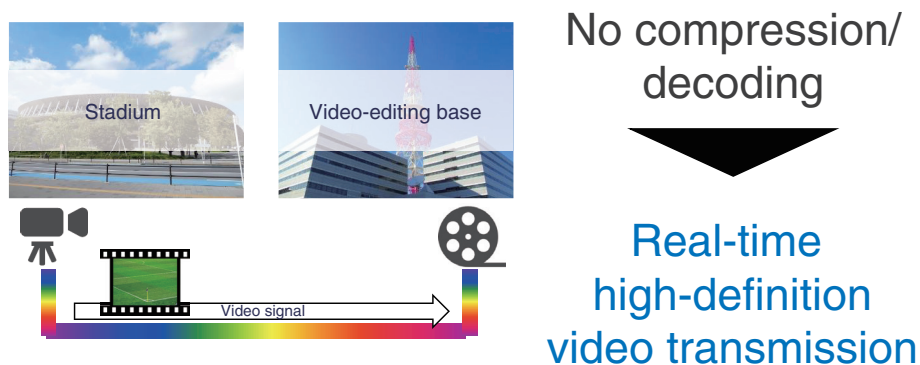 Stadium
Video-editing base
Video signal
No compression/
decoding
Real-time
high-definition
video transmission